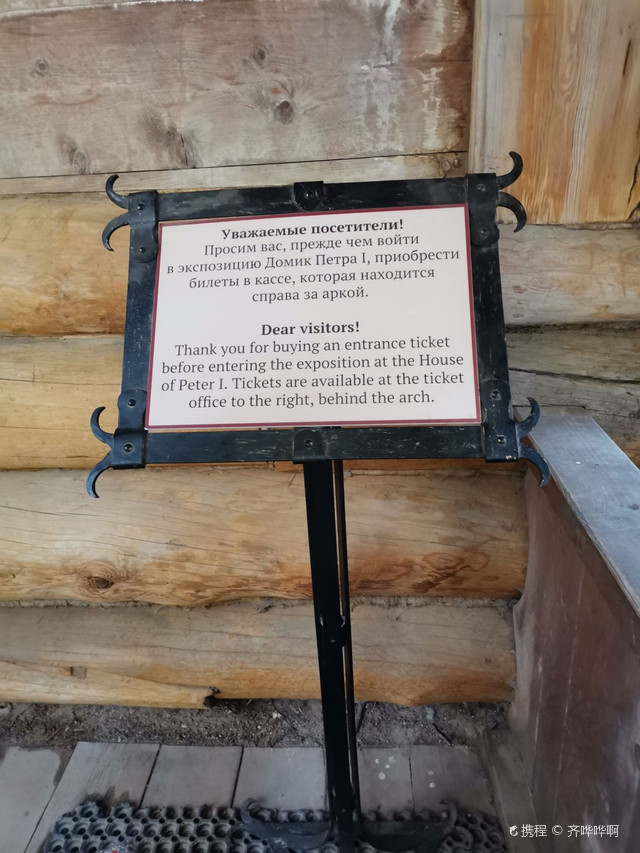 Уважаемые посетители!
Просим вас, прежде чем войти
в экспозицию Домик Петра I, приобрести
билеты в кассе, которая находится
справа за аркой.
Dear visitors!
Thank you for buying an entrance ticket
before entering the exposition at the House
of Peter I. Tickets are available at the ticket
office to the right, behind the arch.
携程 © 齐哗哗啊